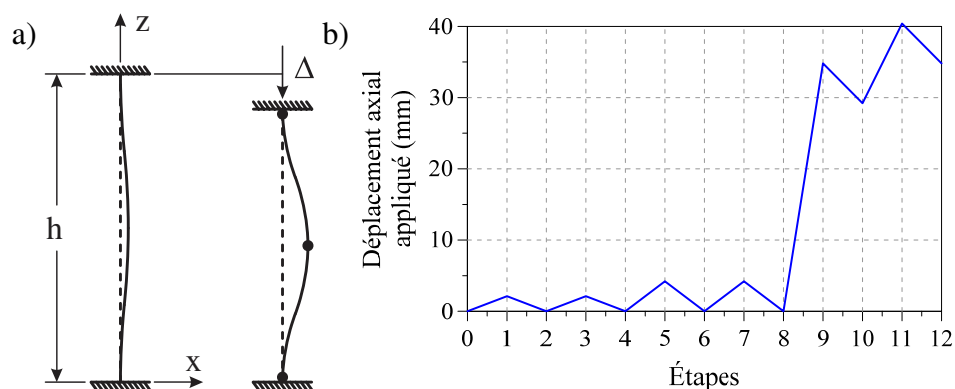 a)
z
Δ
h
x
b)
Déplacement axial
appliqué (mm)
40
30
20
10
0
0 1 2 3 4 5 6 7 8 9 10 11 12
Étapes